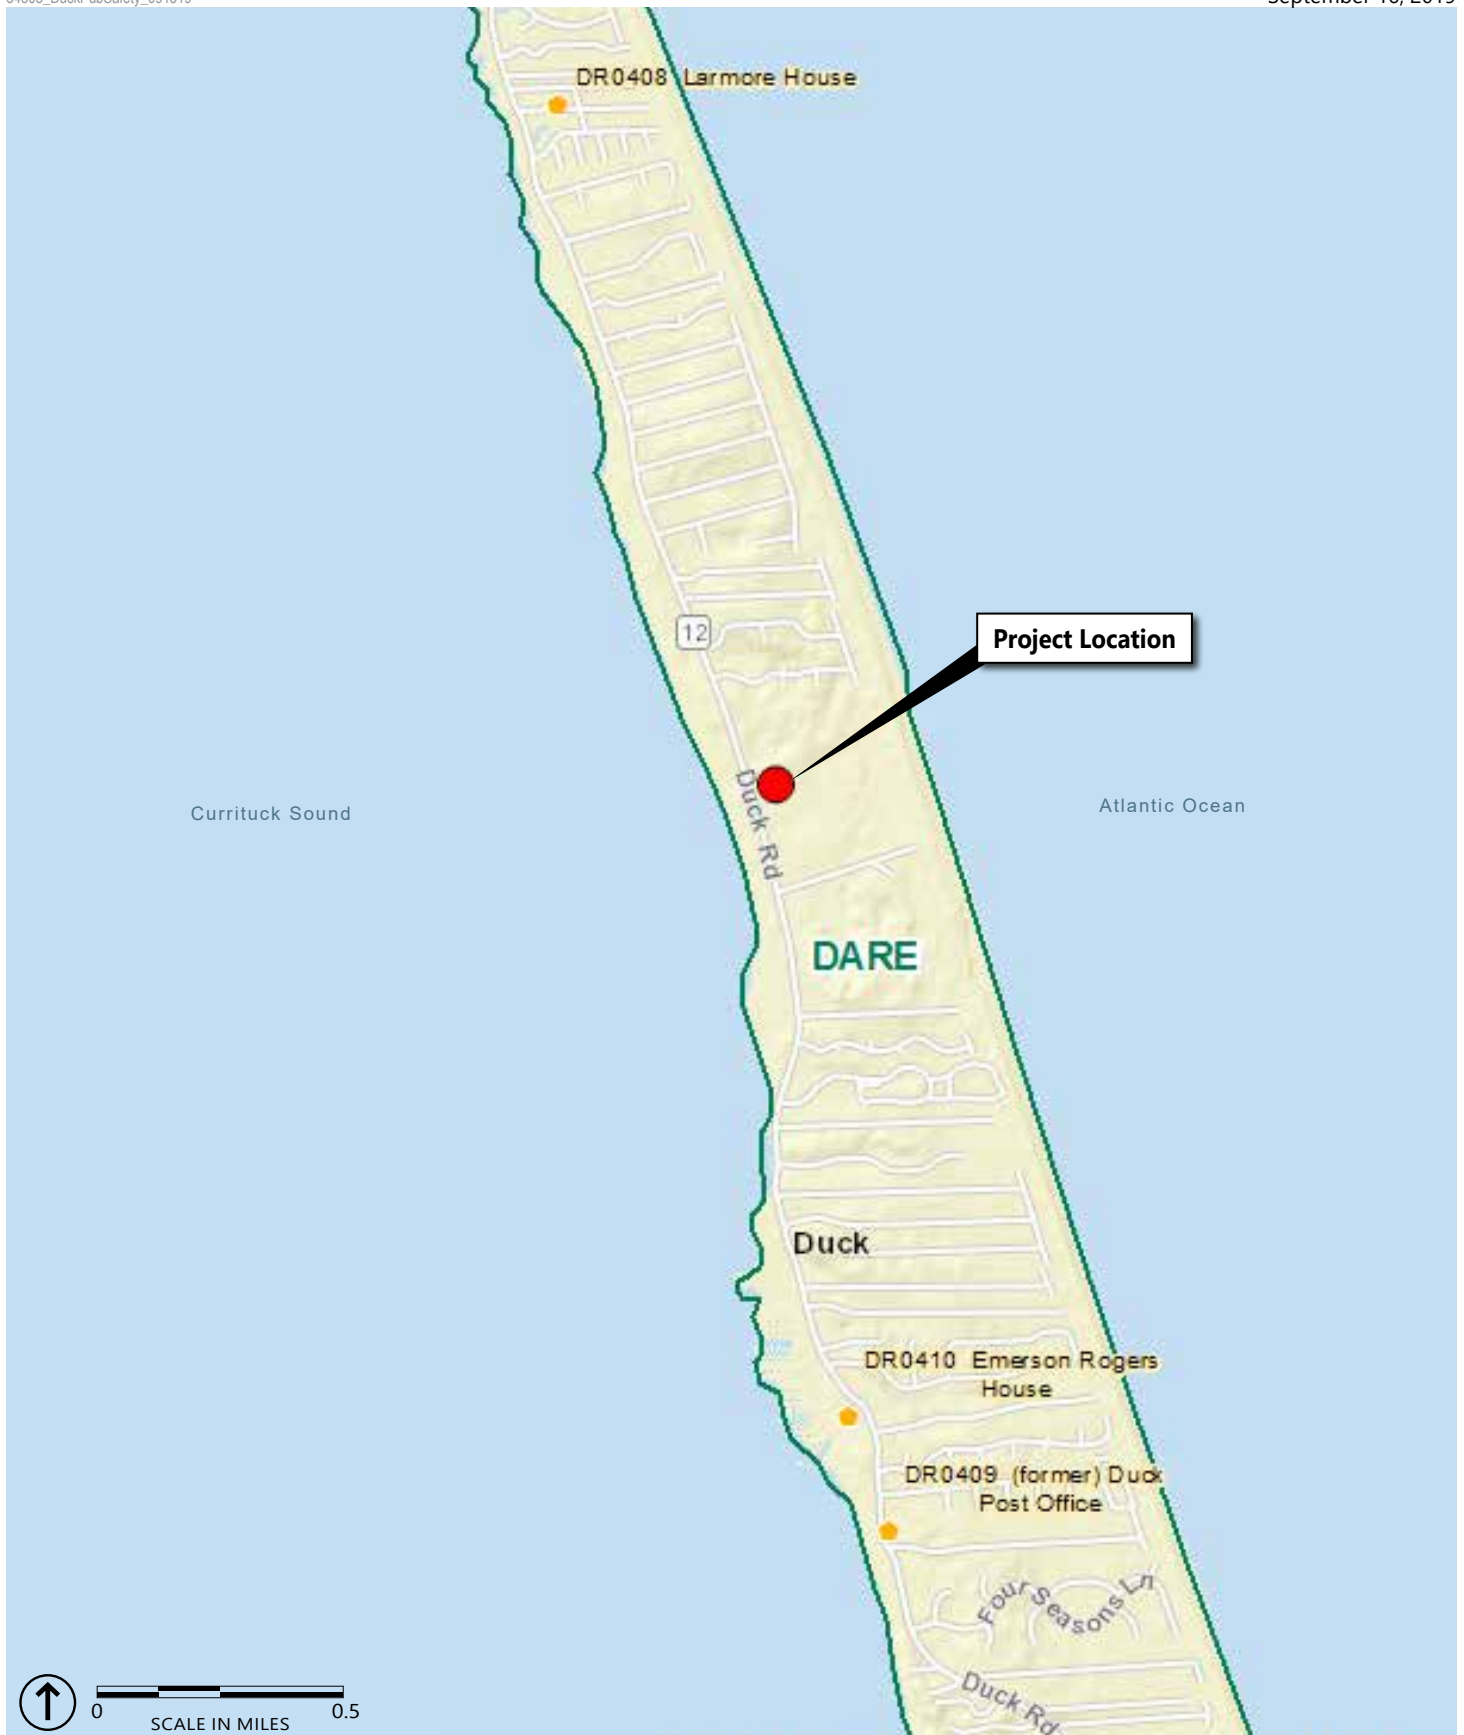 DR0408 Larmore House
12
Project Location
Duck Rd
Currituck Sound
Atlantic Ocean
DARE
Duck
DR0410 Emerson Rogers
House
DR0409 (former) Duck
Post Office
Four Seasons Ln
Duck Rd
0 0.5
SCALE IN MILES